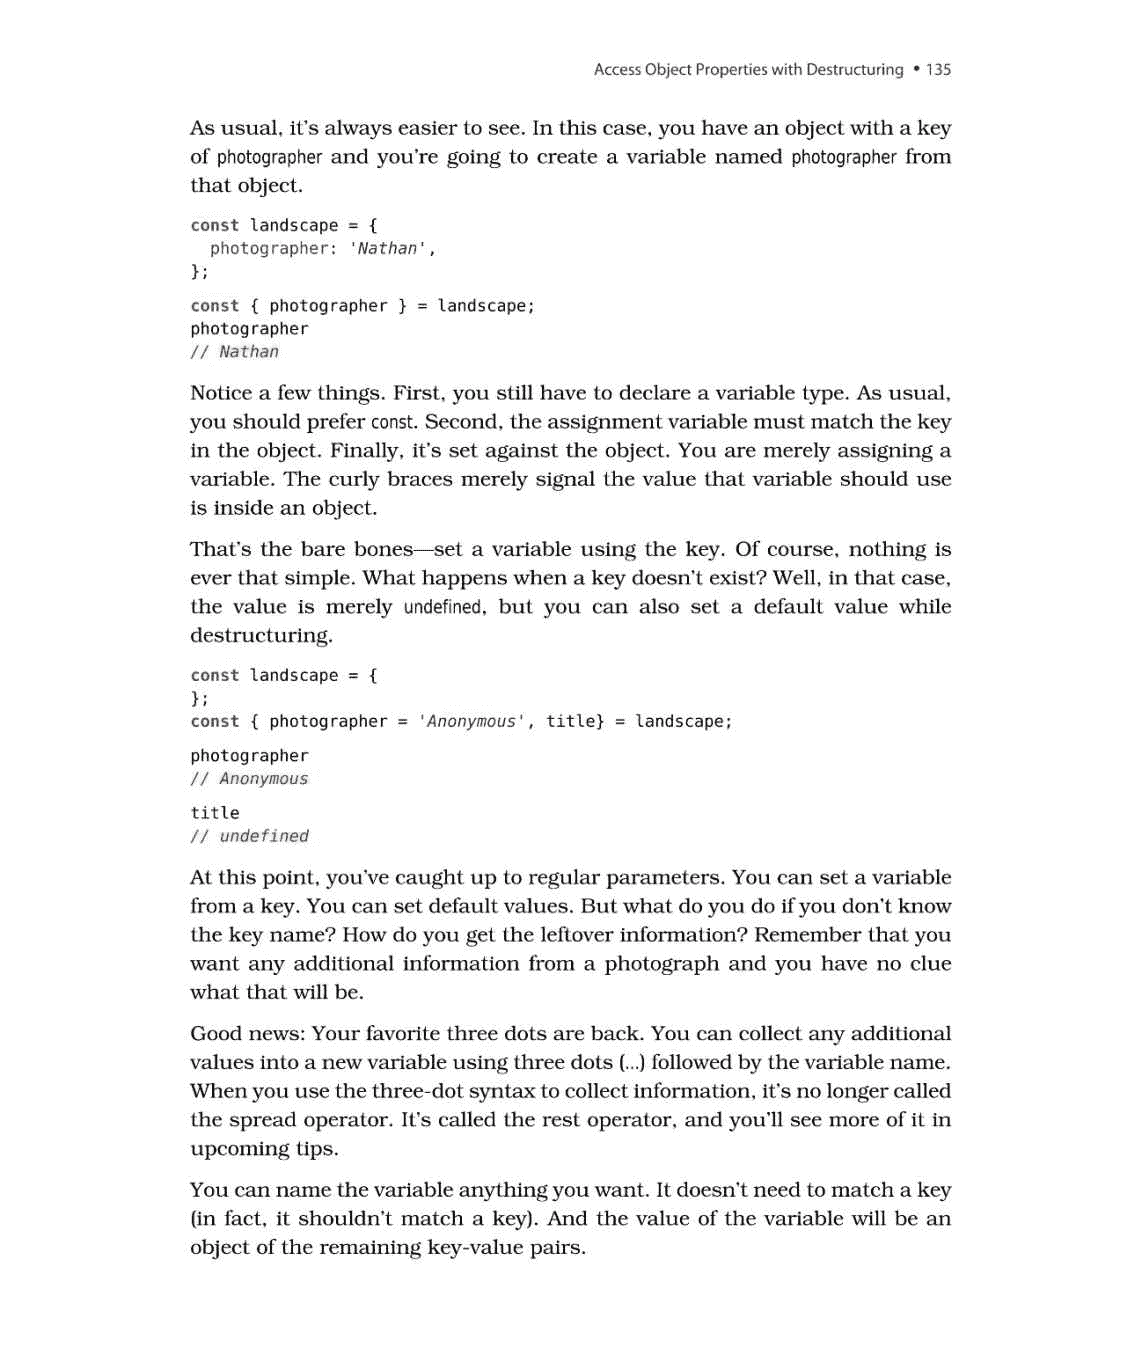 Access Object Properties with Destructuring • 135
As usual, it's always easier to see. In this case, you have an object with a key
of photographer and you're going to create a variable named photographer from
that object.
const landscape = {
  photographer: 'Nathan',
};
const { photographer } = landscape;
photographer
// Nathan
Notice a few things. First, you still have to declare a variable type. As usual,
you should prefer const. Second, the assignment variable must match the key
in the object. Finally, it's set against the object. You are merely assigning a
variable. The curly braces merely signal the value that variable should use
is inside an object.
That's the bare bones—set a variable using the key. Of course, nothing is
ever that simple. What happens when a key doesn't exist? Well, in that case,
the value is merely undefined, but you can also set a default value while
destructuring.
const landscape = {
};
const { photographer = 'Anonymous', title} = landscape;
photographer
// Anonymous
title
// undefined
At this point, you've caught up to regular parameters. You can set a variable
from a key. You can set default values. But what do you do if you don't know
the key name? How do you get the leftover information? Remember that you
want any additional information from a photograph and you have no clue
what that will be.
Good news: Your favorite three dots are back. You can collect any additional
values into a new variable using three dots (...) followed by the variable name.
When you use the three-dot syntax to collect information, it's no longer called
the spread operator. It's called the rest operator, and you'll see more of it in
upcoming tips.
You can name the variable anything you want. It doesn't need to match a key
(in fact, it shouldn't match a key). And the value of the variable will be an
object of the remaining key-value pairs.